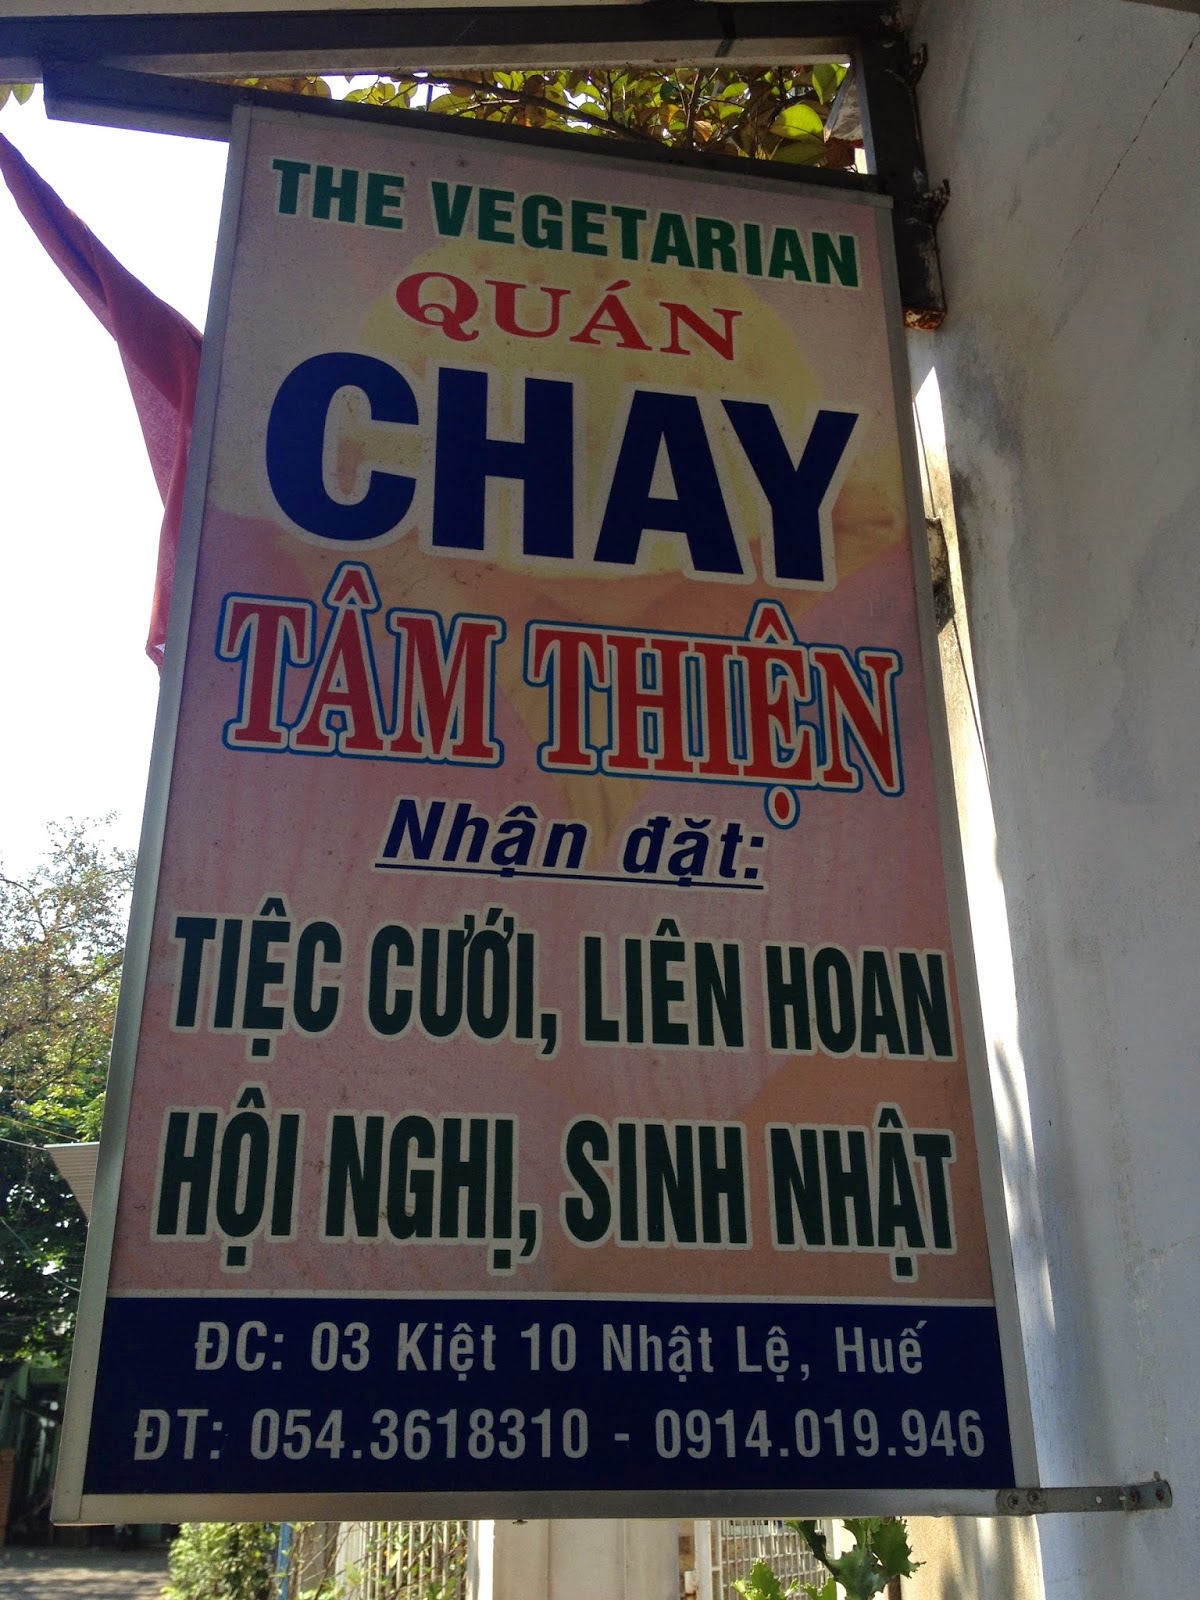 THE VEGETARIAN
QUÁN
CHAY
TÂM THIỆN
Nhận đặt:
TIỆC CƯỚI, LIÊN HOAN
HỘI NGHỊ, SINH NHẬT
ĐC: 03 Kiệt 10 Nhật Lệ, Huế
ĐT: 054.3618310 - 0914.019.946